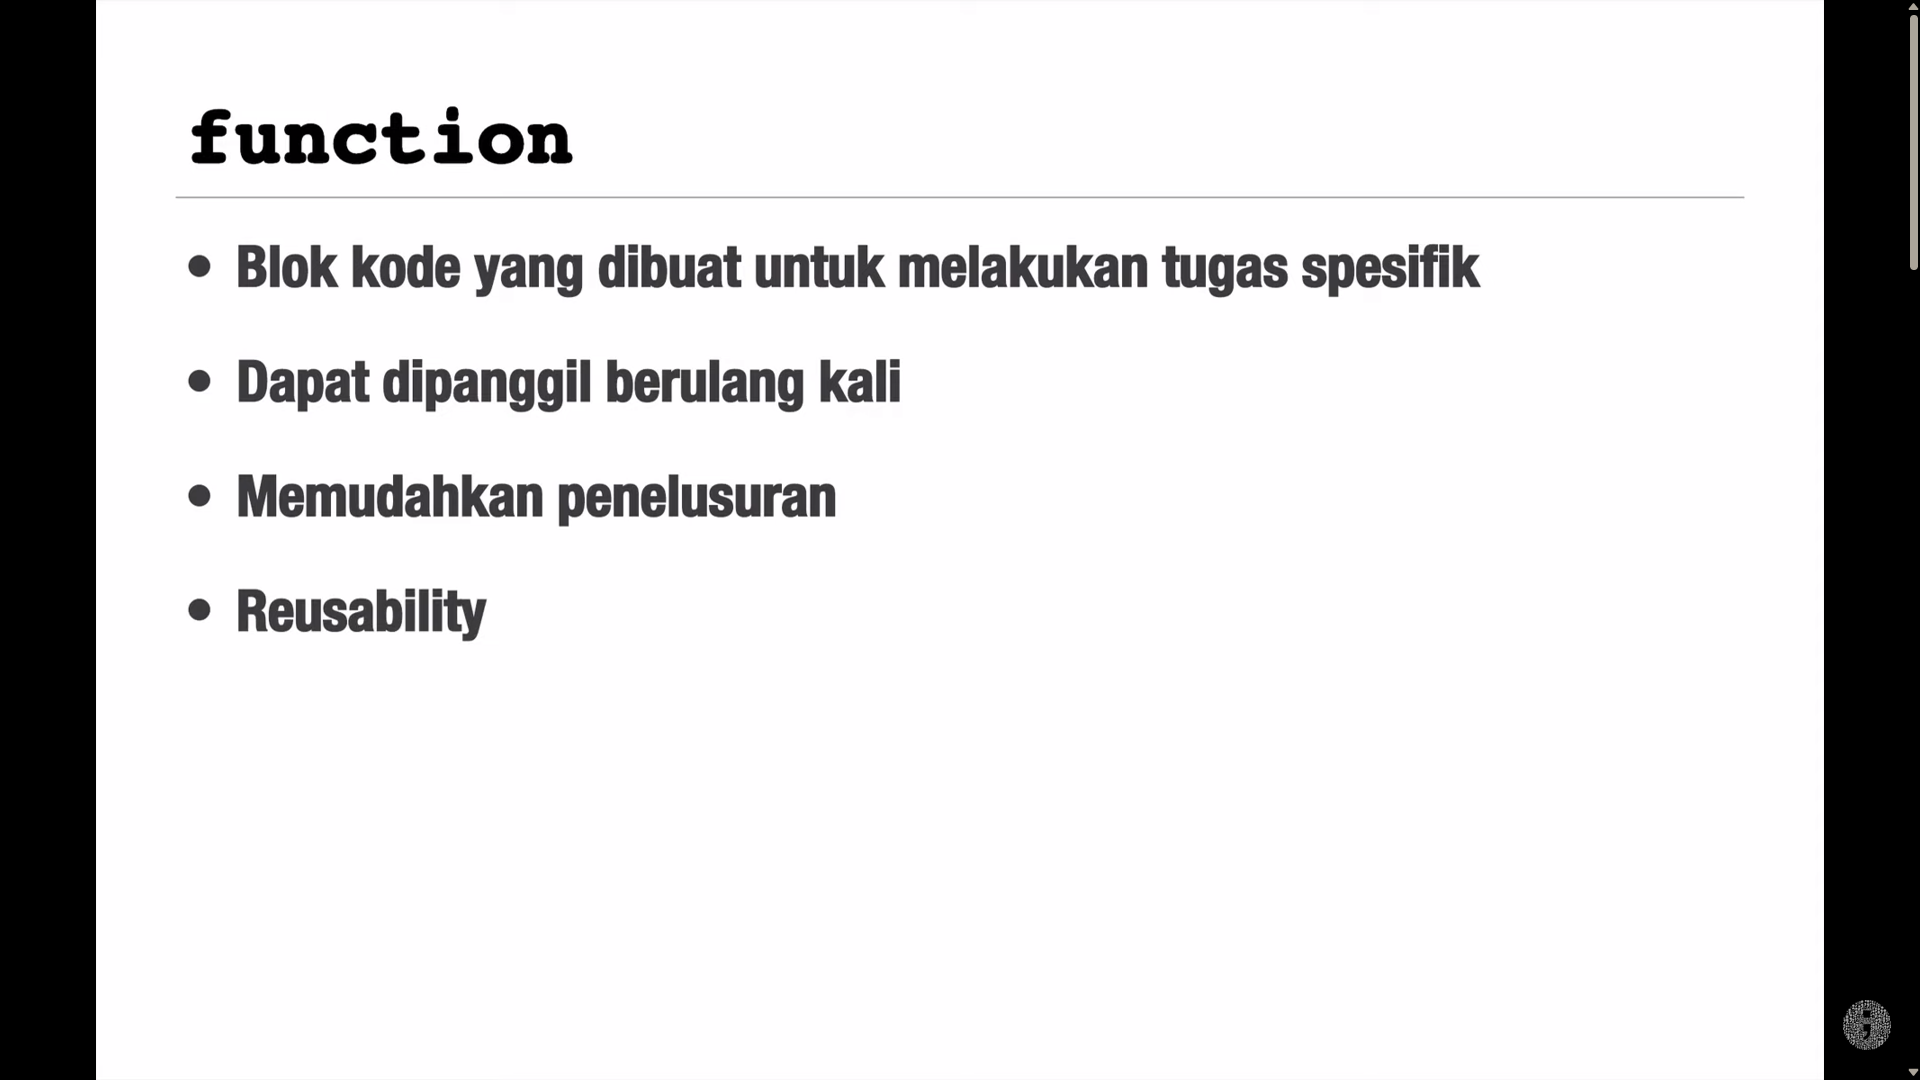 function
• Blok kode yang dibuat untuk melakukan tugas spesifik
• Dapat dipanggil berulang kali
• Memudahkan penelusuran
• Reusability